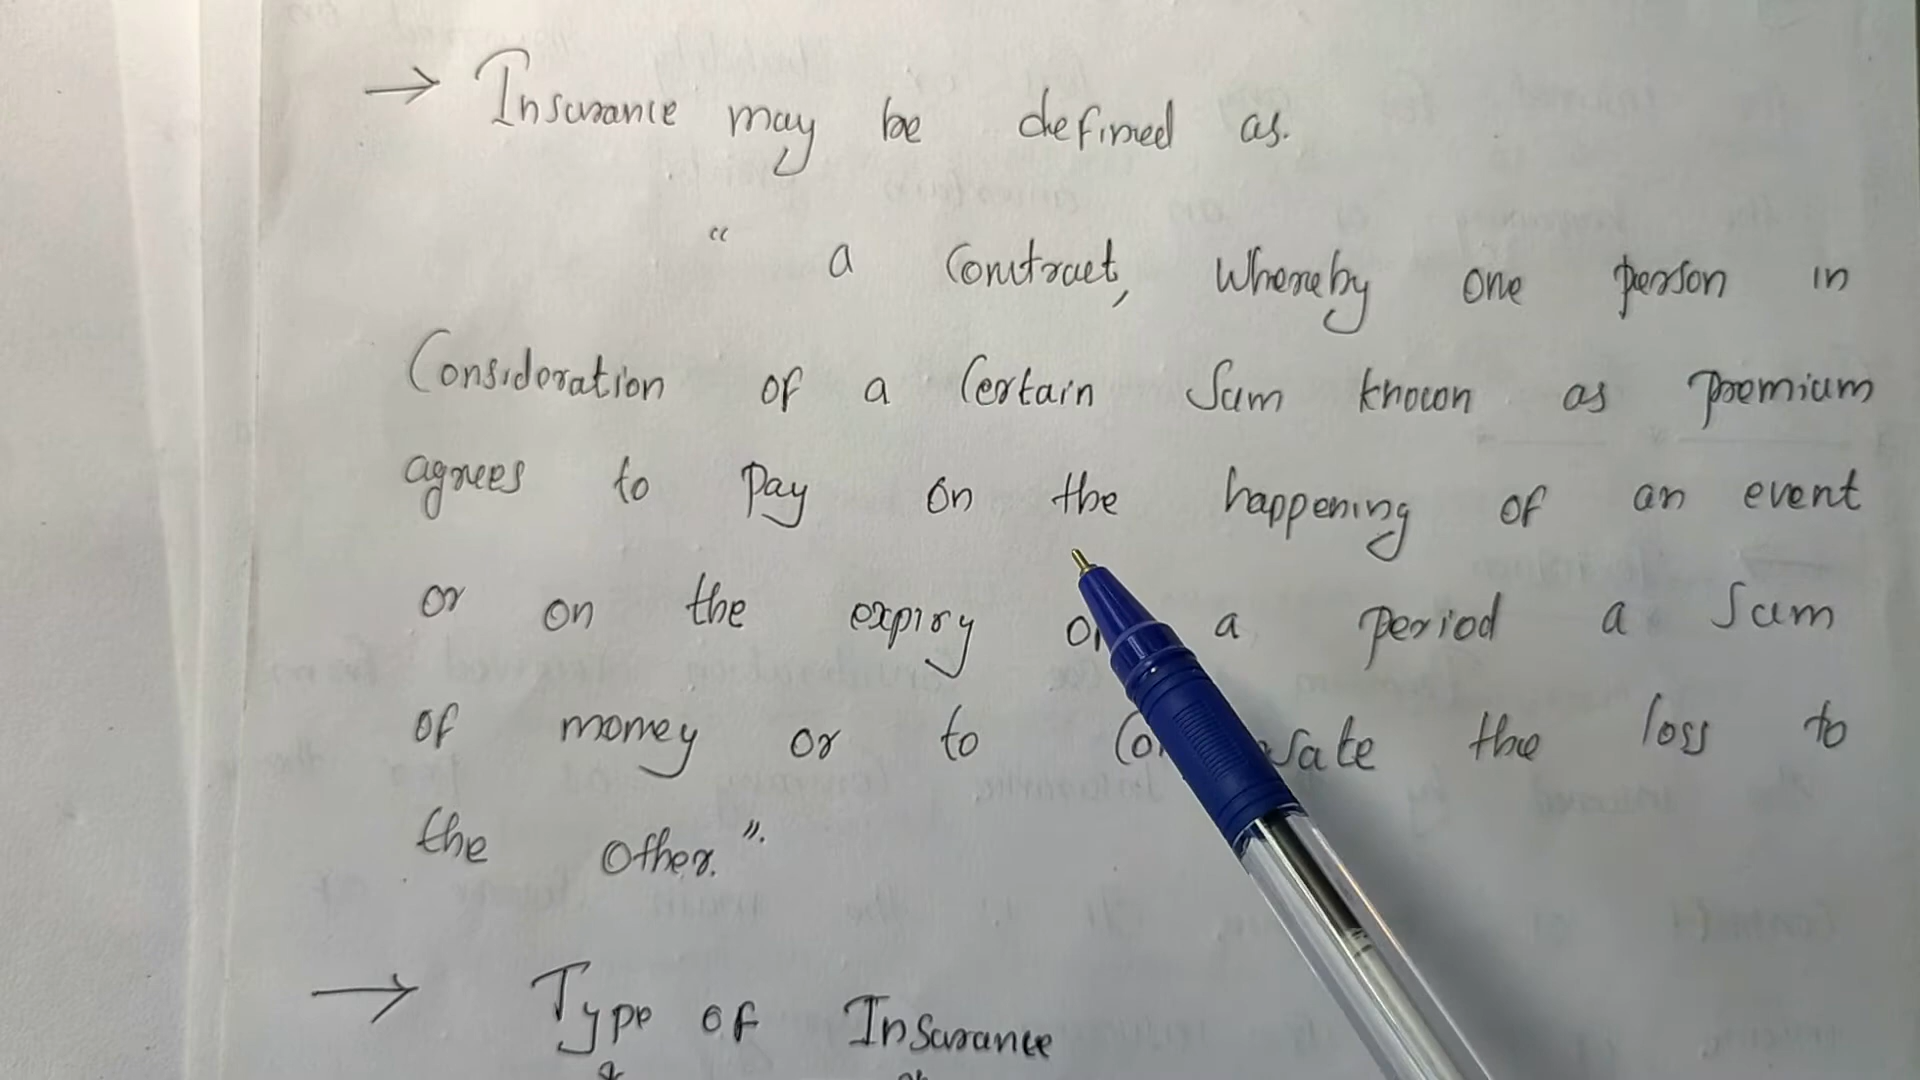 → Insurance may be defined as.
“ a Contract, Whereby one person in
Consideration of a Certain Sum known as premium
agrees to Pay on the happening of an event
or on the expiry a period a Sum
of money or to the loss to
the Other.”.
→ Type of Insurance